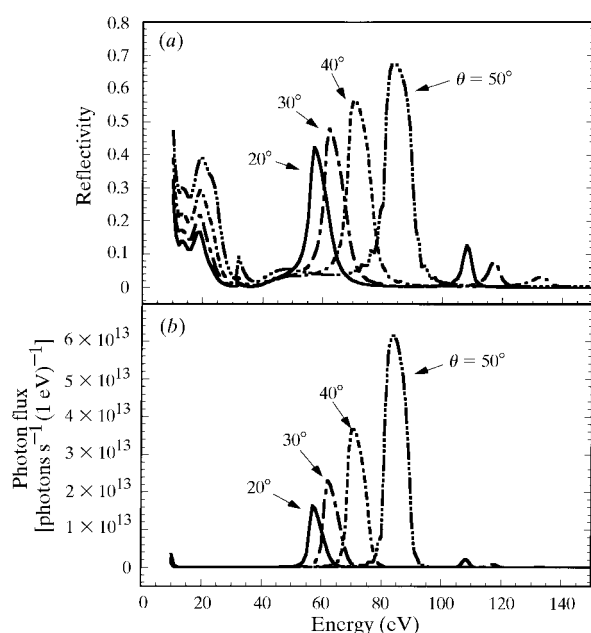 (a)
0.8
0.7
0.6
0.5
0.4
0.3
0.2
0.1
0
Reflectivity
20°
30°
40°
θ = 50°
(b)
6 × 10¹³
5 × 10¹³
4 × 10¹³
3 × 10¹³
2 × 10¹³
1 × 10¹³
0
Photon flux
[photons s⁻¹ (1 eV)⁻¹]
20°
30°
40°
θ = 50°
0 20 40 60 80 100 120 140
Energy (eV)